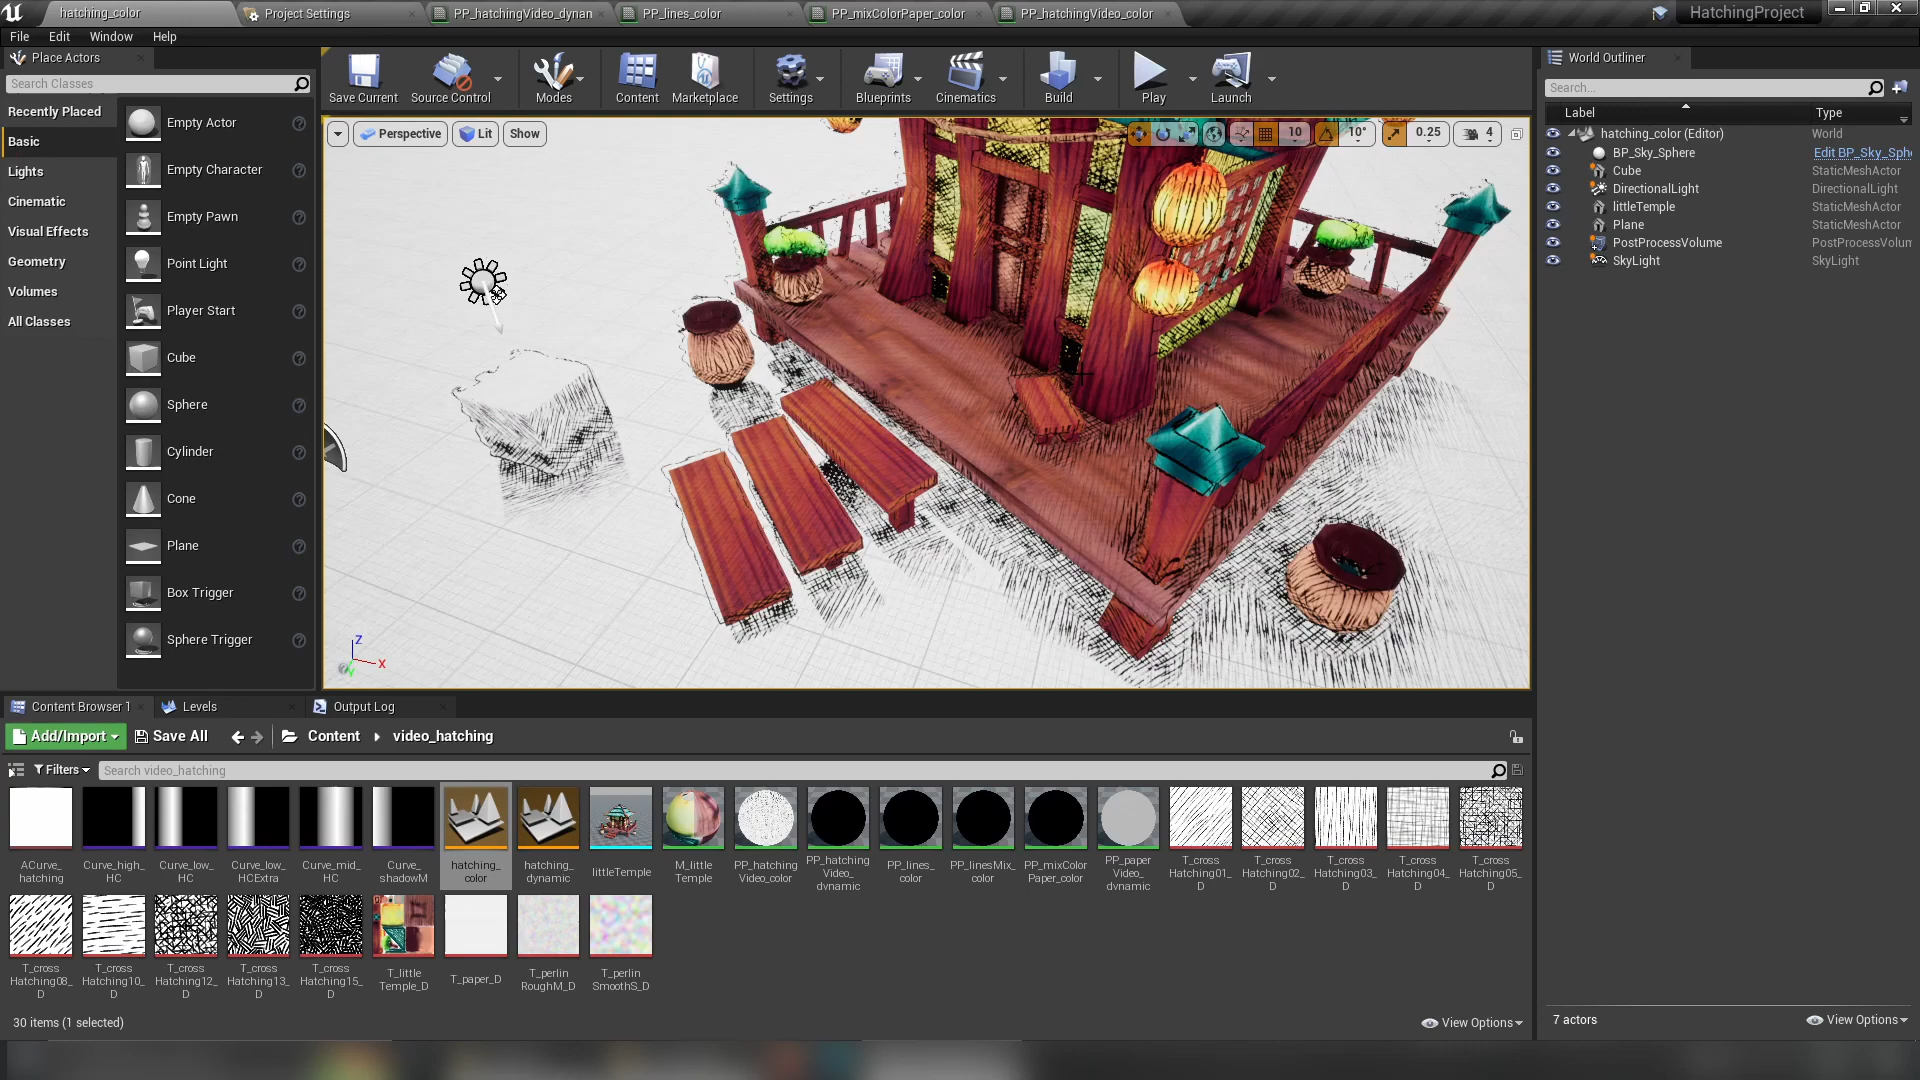 hatching_color
Project Settings
PP_hatchingVideo_dynan
PP_lines_color
PP_mixColorPaper_color
PP_hatchingVideo_color
HatchingProject
File Edit Window Help
Place Actors
Search Classes
Recently Placed
Basic
Lights
Cinematic
Visual Effects
Geometry
Volumes
All Classes
Empty Actor
Empty Character
Empty Pawn
Point Light
Player Start
Cube
Sphere
Cylinder
Cone
Plane
Box Trigger
Sphere Trigger
Save Current
Source Control
Modes
Content
Marketplace
Settings
Blueprints
Cinematics
Build
Play
Launch
Perspective
Lit
Show
10
10°
0.25
4
Z
X
Y
World Outliner
Search...
Label Type
hatching_color (Editor) World
BP_Sky_Sphere Edit BP_Sky_Sph
Cube StaticMeshActor
DirectionalLight DirectionalLight
littleTemple StaticMeshActor
Plane StaticMeshActor
PostProcessVolume PostProcessVolum
SkyLight SkyLight
7 actors
View Options
Content Browser 1
Levels
Output Log
Add/Import
Save All
Content
video_hatching
Filters
Search video_hatching
ACurve_
hatching
Curve_high_
HC
Curve_low_
HC
Curve_low_
HCExtra
Curve_mid_
HC
Curve_
shadowM
hatching_
color
hatching_
dynamic
littleTemple
M_little
Temple
PP_hatching
Video_color
PP_hatching
Video_
dynamic
PP_lines_
color
PP_linesMix_
color
PP_mixColor
Paper_color
PP_paper
Video_
dynamic
T_cross
Hatching01_
D
T_cross
Hatching02_
D
T_cross
Hatching03_
D
T_cross
Hatching04_
D
T_cross
Hatching05_
D
T_cross
Hatching08_
D
T_cross
Hatching10_
D
T_cross
Hatching12_
D
T_cross
Hatching13_
D
T_cross
Hatching15_
D
T_little
Temple_D
T_paper_D
T_perlin
RoughM_D
T_perlin
SmoothS_D
30 items (1 selected)
View Options